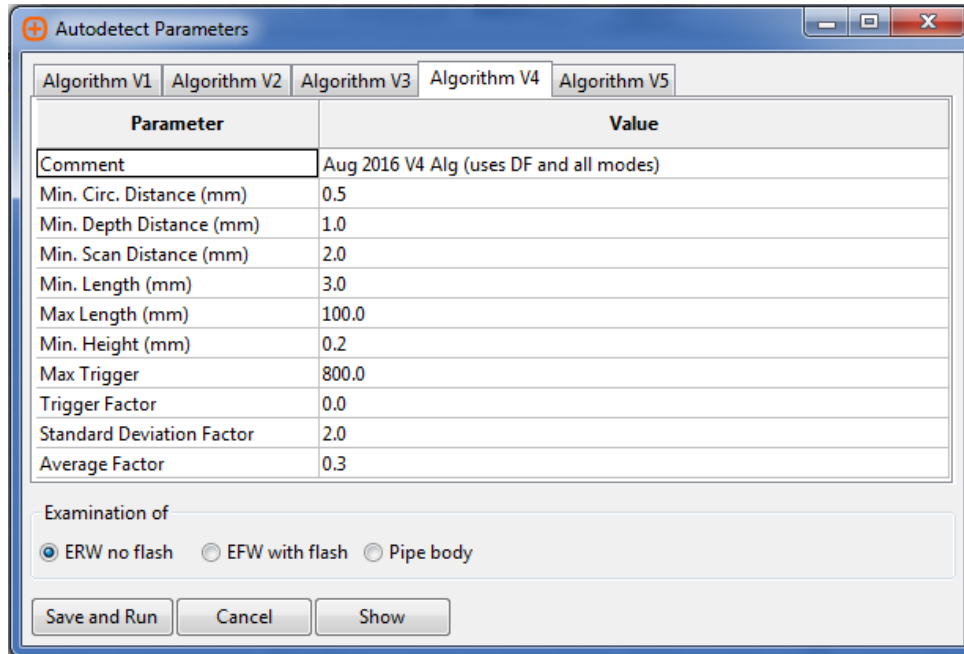 Autodetect Parameters
Algorithm V1 Algorithm V2 Algorithm V3 Algorithm V4 Algorithm V5
Parameter Value
Comment Aug 2016 V4 Alg (uses DF and all modes)
Min. Circ. Distance (mm) 0.5
Min. Depth Distance (mm) 1.0
Min. Scan Distance (mm) 2.0
Min. Length (mm) 3.0
Max Length (mm) 100.0
Min. Height (mm) 0.2
Max Trigger 800.0
Trigger Factor 0.0
Standard Deviation Factor 2.0
Average Factor 0.3
Examination of
ERW no flash EFW with flash Pipe body
Save and Run Cancel Show